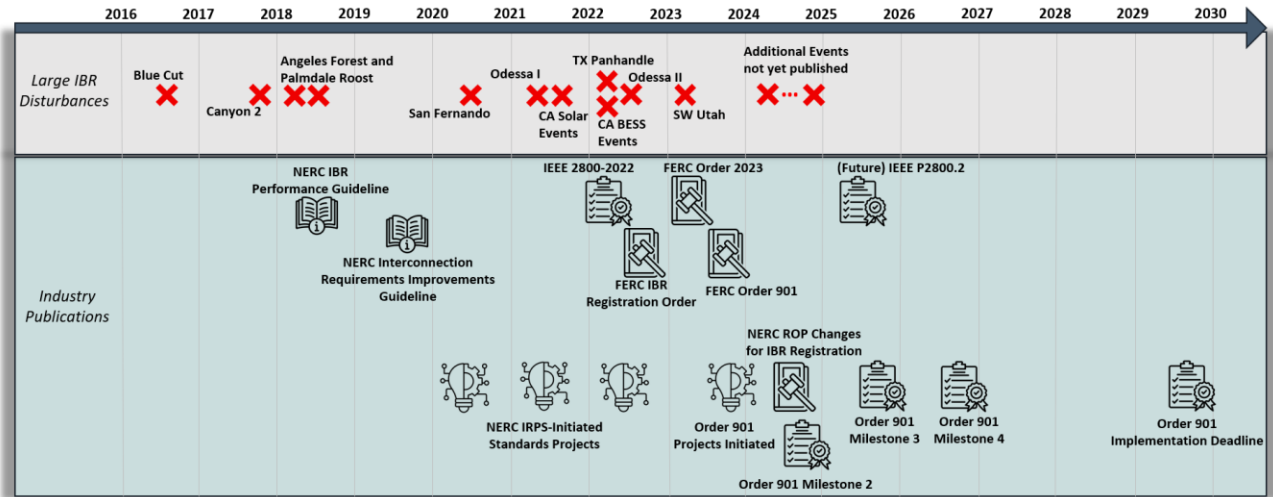 2016 2017 2018 2019 2020 2021 2022 2023 2024 2025 2026 2027 2028 2029 2030
Large IBR
Disturbances
Blue Cut
Canyon 2
Angeles Forest and
Palmdale Roost
San Fernando
Odessa I
CA Solar
Events
TX Panhandle
Odessa II
CA BESS
Events
SW Utah
Additional Events
not yet published
...
Industry
Publications
NERC IBR
Performance Guideline
NERC Interconnection
Requirements Improvements
Guideline
IEEE 2800-2022
FERC IBR
Registration Order
FERC Order 2023
FERC Order 901
(Future) IEEE P2800.2
NERC IRPS-Initiated
Standards Projects
Order 901
Projects Initiated
NERC ROP Changes
for IBR Registration
Order 901 Milestone 2
Order 901
Milestone 3
Order 901
Milestone 4
Order 901
Implementation Deadline